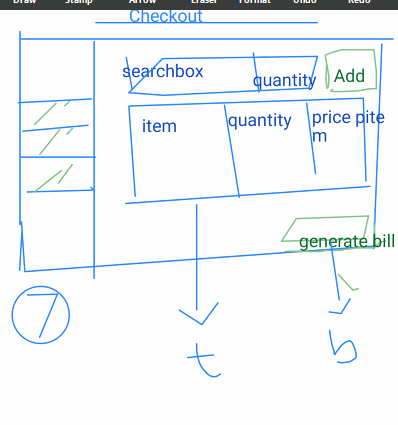 Draw Stamp Arrow Eraser Format Undo Redo
Checkout
searchbox
quantity
Add
item
quantity
price pite
m
generate bill
7
t
b